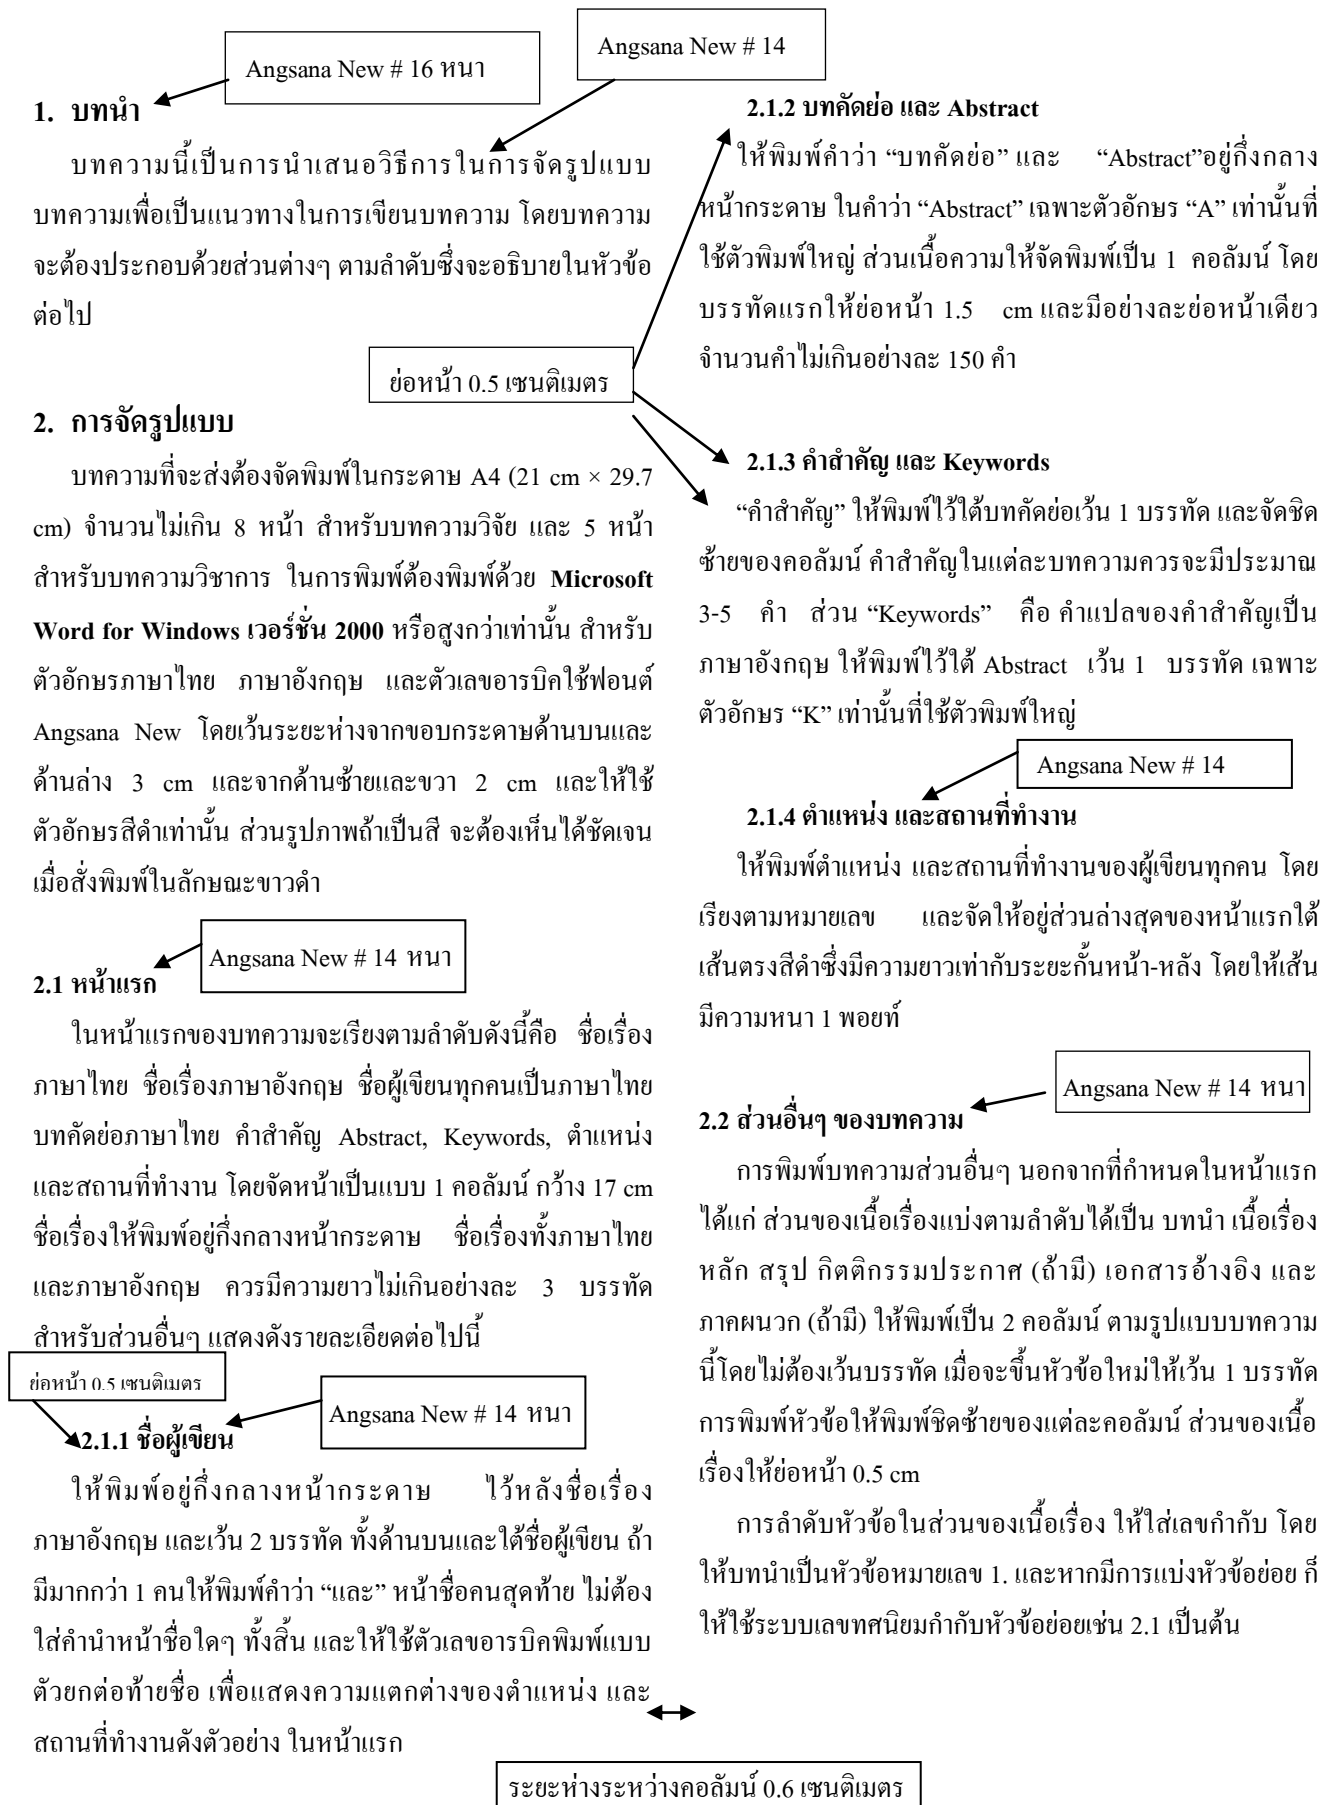 Angsana New # 16 หนา
Angsana New # 14
1. บทนำ
บทความนี้เป็นการนำเสนอวิธีการในการจัดรูปแบบ
บทความเพื่อเป็นแนวทางในการเขียนบทความ โดยบทความ
จะต้องประกอบด้วยส่วนต่างๆ ตามลำดับซึ่งจะอธิบายในหัวข้อ
ต่อไป
ย่อหน้า 0.5 เซนติเมตร
2. การจัดรูปแบบ
บทความที่จะส่งต้องจัดพิมพ์ในกระดาษ A4 (21 cm × 29.7
cm) จำนวนไม่เกิน 8 หน้า สำหรับบทความวิจัย และ 5 หน้า
สำหรับบทความวิชาการ ในการพิมพ์ต้องพิมพ์ด้วย Microsoft
Word for Windows เวอร์ชั่น 2000 หรือสูงกว่าเท่านั้น สำหรับ
ตัวอักษรภาษาไทย ภาษาอังกฤษ และตัวเลขอารบิคใช้ฟอนต์
Angsana New โดยเว้นระยะห่างจากขอบกระดาษด้านบนและ
ด้านล่าง 3 cm และจากด้านซ้ายและขวา 2 cm และให้ใช้
ตัวอักษรสีดำเท่านั้น ส่วนรูปภาพถ้าเป็นสี จะต้องเห็นได้ชัดเจน
เมื่อสั่งพิมพ์ในลักษณะขาวดำ
Angsana New # 14 หนา
2.1 หน้าแรก
ในหน้าแรกของบทความจะเรียงตามลำดับดังนี้คือ ชื่อเรื่อง
ภาษาไทย ชื่อเรื่องภาษาอังกฤษ ชื่อผู้เขียนทุกคนเป็นภาษาไทย
บทคัดย่อภาษาไทย คำสำคัญ Abstract, Keywords, ตำแหน่ง
และสถานที่ทำงาน โดยจัดหน้าเป็นแบบ 1 คอลัมน์ กว้าง 17 cm
ชื่อเรื่องให้พิมพ์อยู่กึ่งกลางหน้ากระดาษ ชื่อเรื่องทั้งภาษาไทย
และภาษาอังกฤษ ควรมีความยาวไม่เกินอย่างละ 3 บรรทัด
สำหรับส่วนอื่นๆ แสดงดังรายละเอียดต่อไปนี้
ย่อหน้า 0.5 เซนติเมตร
Angsana New # 14 หนา
2.1.1 ชื่อผู้เขียน
ให้พิมพ์อยู่กึ่งกลางหน้ากระดาษ ไว้หลังชื่อเรื่อง
ภาษาอังกฤษ และเว้น 2 บรรทัด ทั้งด้านบนและใต้ชื่อผู้เขียน ถ้า
มีมากกว่า 1 คนให้พิมพ์คำว่า “และ” หน้าชื่อคนสุดท้าย ไม่ต้อง
ใส่คำนำหน้าชื่อใดๆ ทั้งสิ้น และให้ใช้ตัวเลขอารบิคพิมพ์แบบ
ตัวยกต่อท้ายชื่อ เพื่อแสดงความแตกต่างของตำแหน่ง และ
สถานที่ทำงานดังตัวอย่าง ในหน้าแรก
2.1.2 บทคัดย่อ และ Abstract
ให้พิมพ์คำว่า “บทคัดย่อ” และ “Abstract”อยู่กึ่งกลาง
หน้ากระดาษ ในคำว่า “Abstract” เฉพาะตัวอักษร “A” เท่านั้นที่
ใช้ตัวพิมพ์ใหญ่ ส่วนเนื้อความให้จัดพิมพ์เป็น 1 คอลัมน์ โดย
บรรทัดแรกให้ย่อหน้า 1.5 cm และมีอย่างละย่อหน้าเดียว
จำนวนคำไม่เกินอย่างละ 150 คำ
2.1.3 คำสำคัญ และ Keywords
“คำสำคัญ” ให้พิมพ์ไว้ใต้บทคัดย่อเว้น 1 บรรทัด และจัดชิด
ซ้ายของคอลัมน์ คำสำคัญในแต่ละบทความควรจะมีประมาณ
3-5 คำ ส่วน “Keywords” คือ คำแปลของคำสำคัญเป็น
ภาษาอังกฤษ ให้พิมพ์ไว้ใต้ Abstract เว้น 1 บรรทัด เฉพาะ
ตัวอักษร “K” เท่านั้นที่ใช้ตัวพิมพ์ใหญ่
Angsana New # 14
2.1.4 ตำแหน่ง และสถานที่ทำงาน
ให้พิมพ์ตำแหน่ง และสถานที่ทำงานของผู้เขียนทุกคน โดย
เรียงตามหมายเลข และจัดให้อยู่ส่วนล่างสุดของหน้าแรกใต้
เส้นตรงสีดำซึ่งมีความยาวเท่ากับระยะกั้นหน้า-หลัง โดยให้เส้น
มีความหนา 1 พอยท์
Angsana New # 14 หนา
2.2 ส่วนอื่นๆ ของบทความ
การพิมพ์บทความส่วนอื่นๆ นอกจากที่กำหนดในหน้าแรก
ได้แก่ ส่วนของเนื้อเรื่องแบ่งตามลำดับได้เป็น บทนำ เนื้อเรื่อง
หลัก สรุป กิตติกรรมประกาศ (ถ้ามี) เอกสารอ้างอิง และ
ภาคผนวก (ถ้ามี) ให้พิมพ์เป็น 2 คอลัมน์ ตามรูปแบบบทความ
นี้โดยไม่ต้องเว้นบรรทัด เมื่อจะขึ้นหัวข้อใหม่ให้เว้น 1 บรรทัด
การพิมพ์หัวข้อให้พิมพ์ชิดซ้ายของแต่ละคอลัมน์ ส่วนของเนื้อ
เรื่องให้ย่อหน้า 0.5 cm
การลำดับหัวข้อในส่วนของเนื้อเรื่อง ให้ใส่เลขกำกับ โดย
ให้บทนำเป็นหัวข้อหมายเลข 1. และหากมีการแบ่งหัวข้อย่อย ก็
ให้ใช้ระบบเลขทศนิยมกำกับหัวข้อย่อยเช่น 2.1 เป็นต้น
ระยะห่างระหว่างคอลัมน์ 0.6 เซนติเมตร